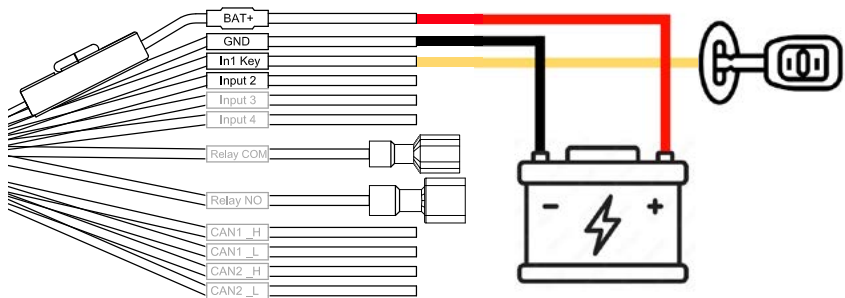 BAT+
GND
In1 Key
Input 2
Input 3
Input 4
Relay COM
Relay NO
CAN1 _H
CAN1 _L
CAN2 _H
CAN2 _L
- +